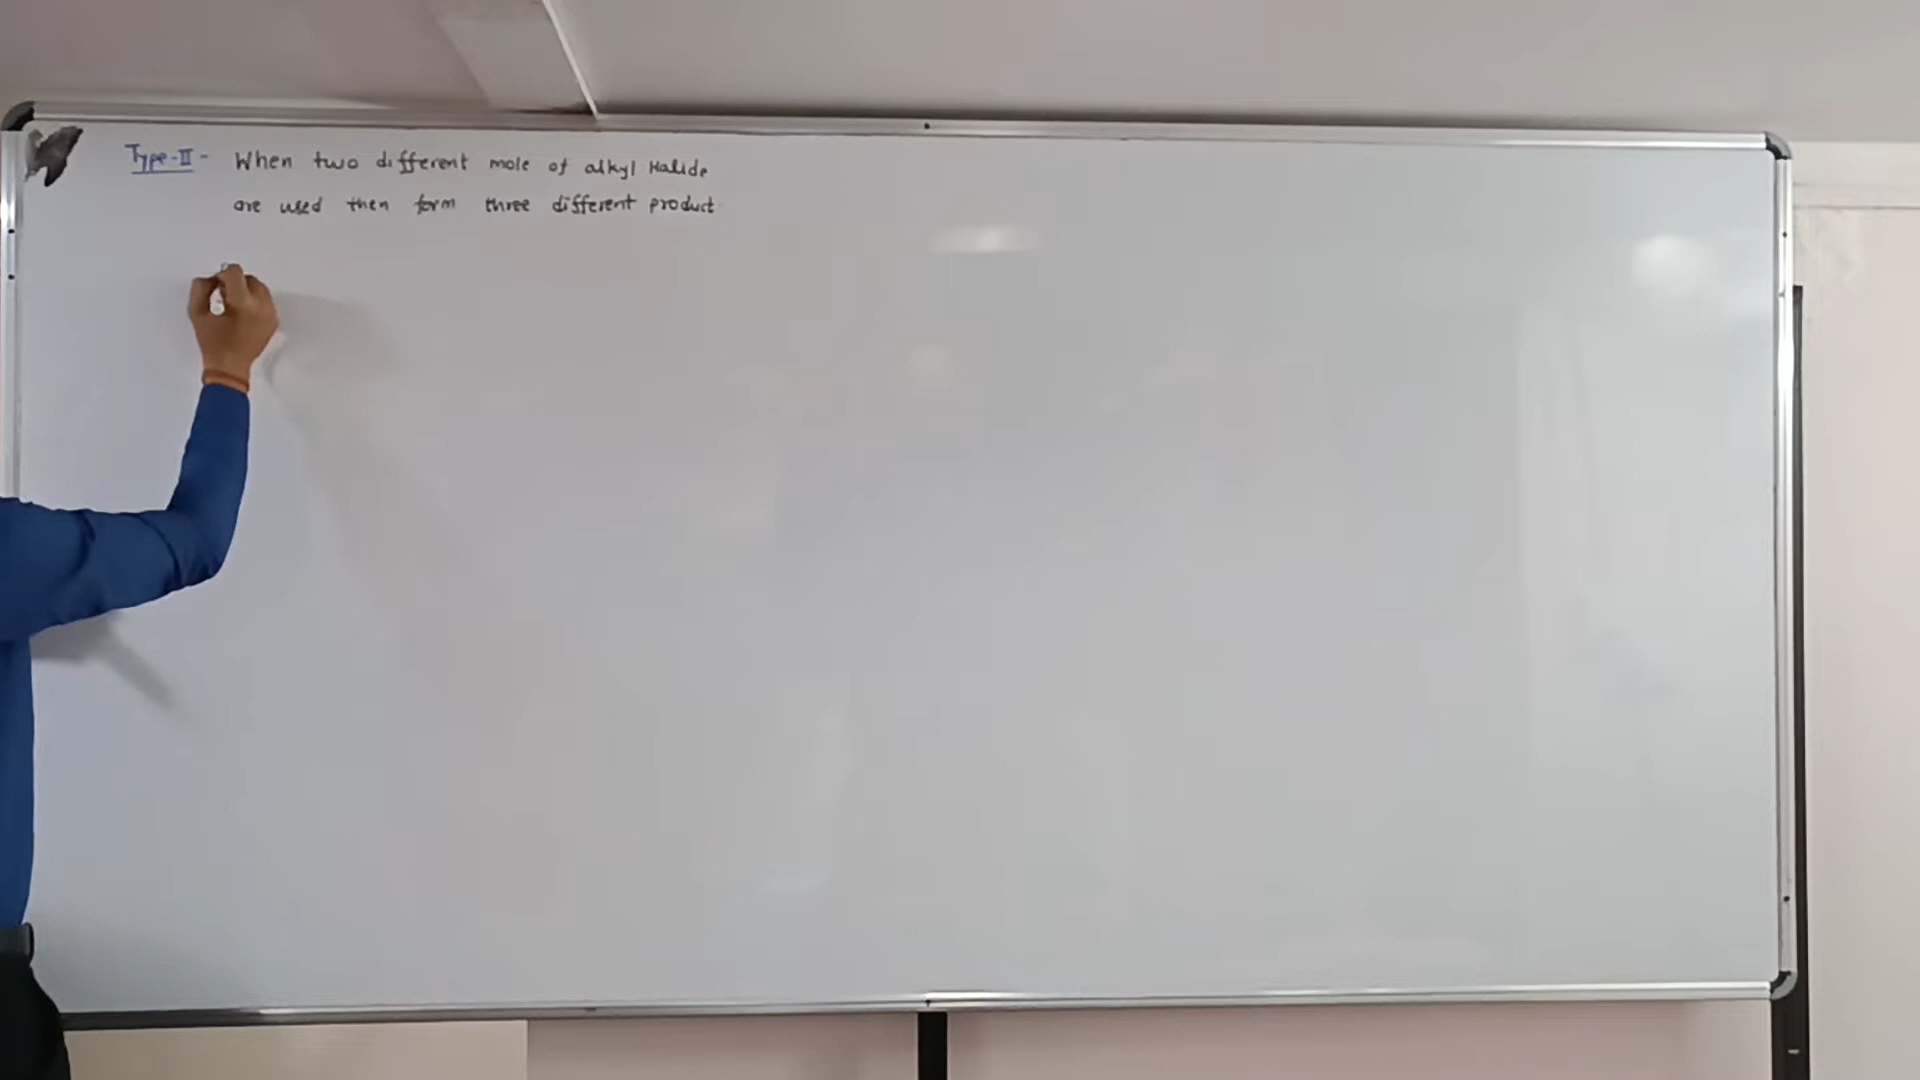 Type-II - When two different mole of alkyl Halide
are used then form three different product